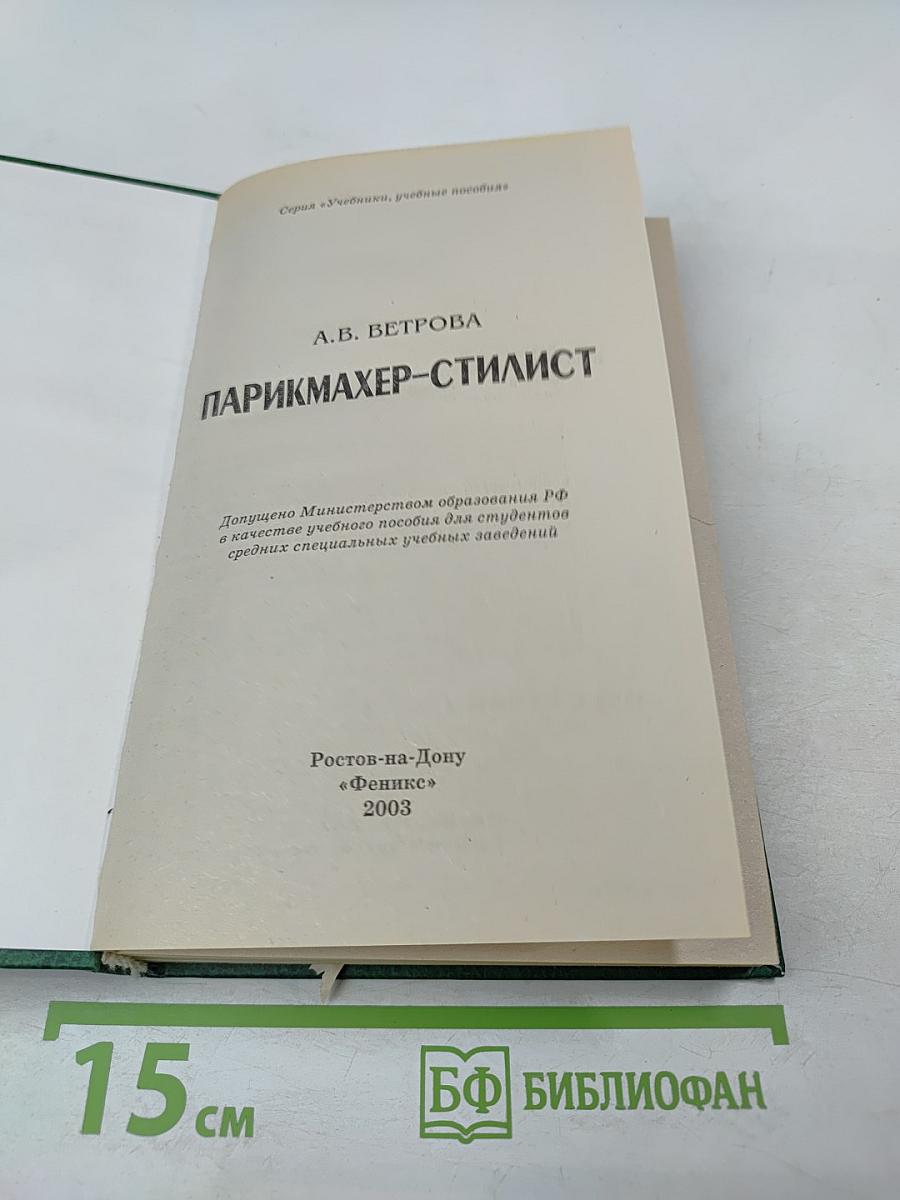 Серия «Учебники, учебные пособия»
А.В. ВЕТРОВА
ПАРИКМАХЕР-СТИЛИСТ
Допущено Министерством образования РФ
в качестве учебного пособия для студентов
средних специальных учебных заведений
Ростов-на-Дону
«Феникс»
2003
15 см
БФ БИБЛИОФАН